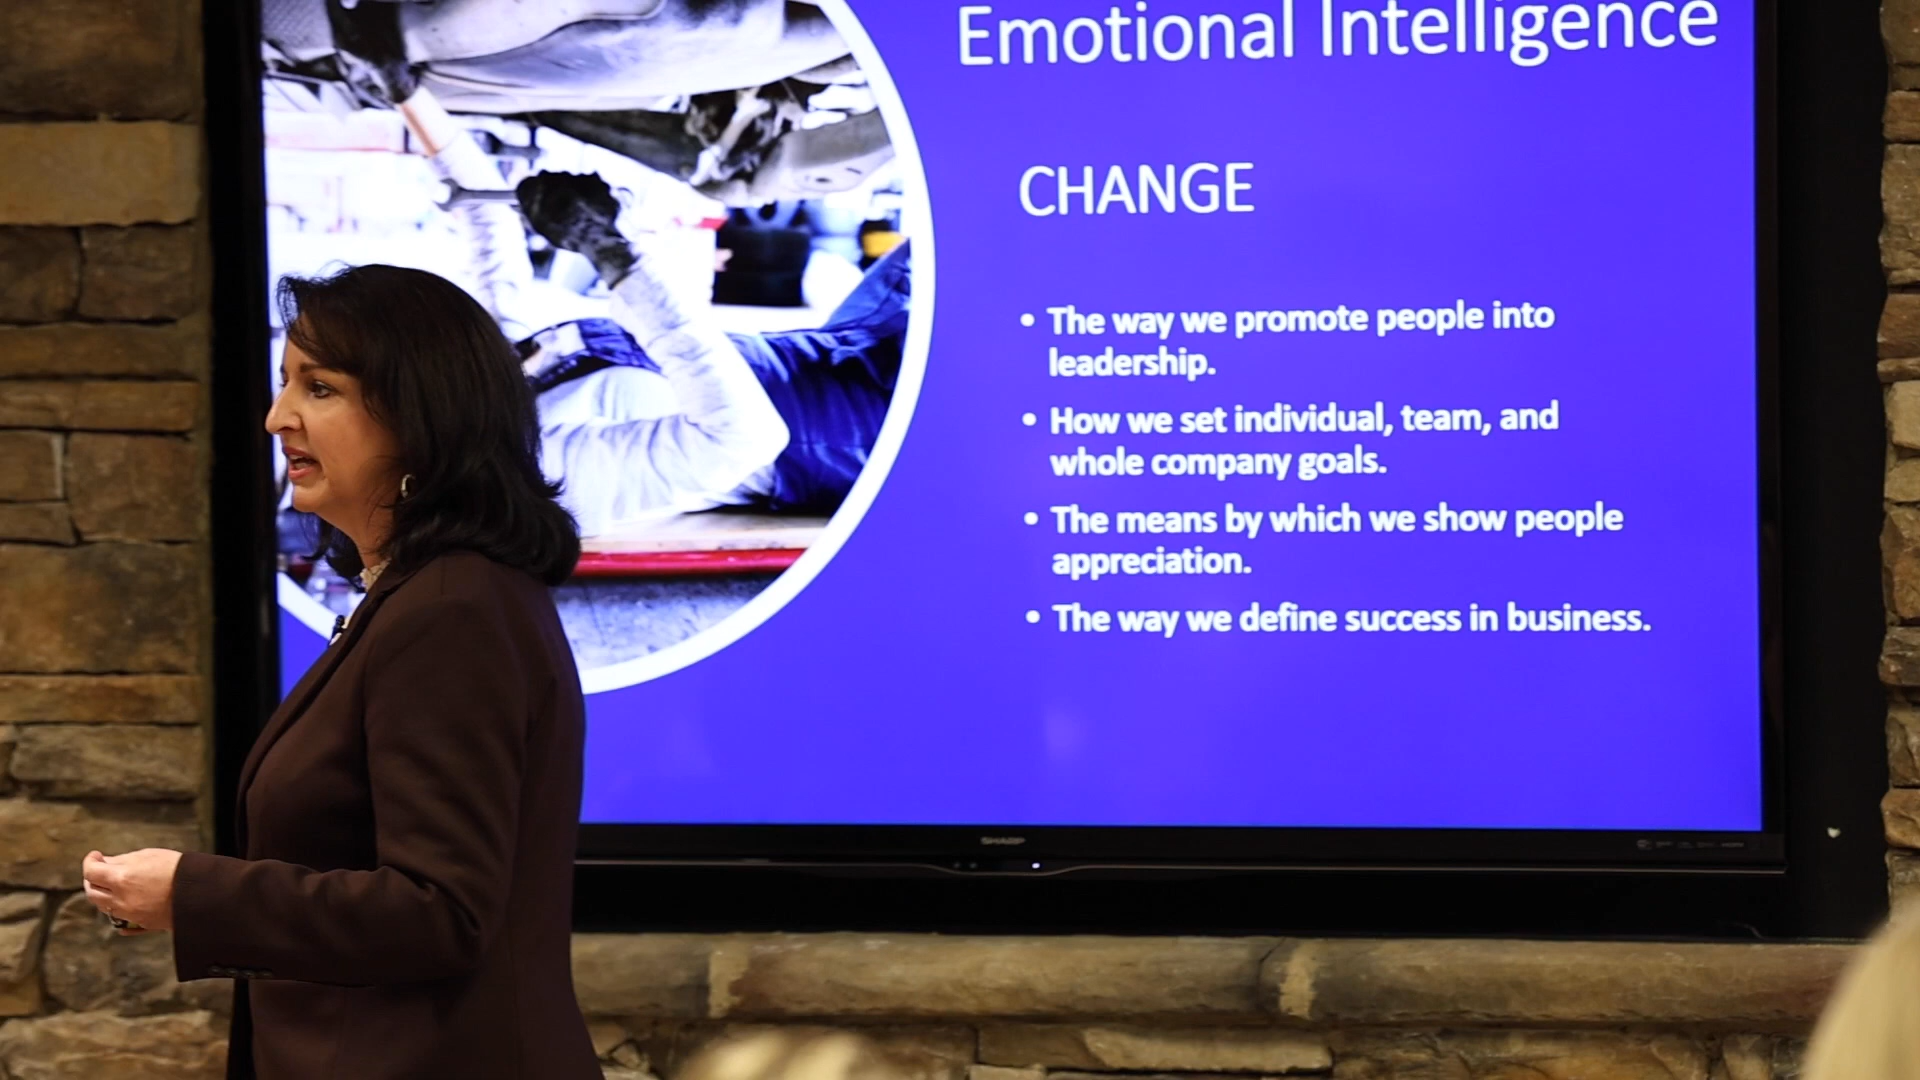 Emotional Intelligence
CHANGE
• The way we promote people into
leadership.
• How we set individual, team, and
whole company goals.
• The means by which we show people
appreciation.
• The way we define success in business.
SHARP